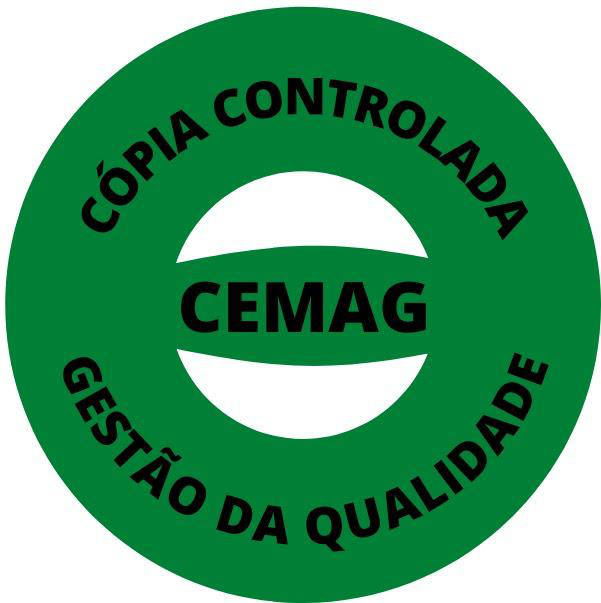 CÓPIA CONTROLADA
CEMAG
GESTÃO DA QUALIDADE